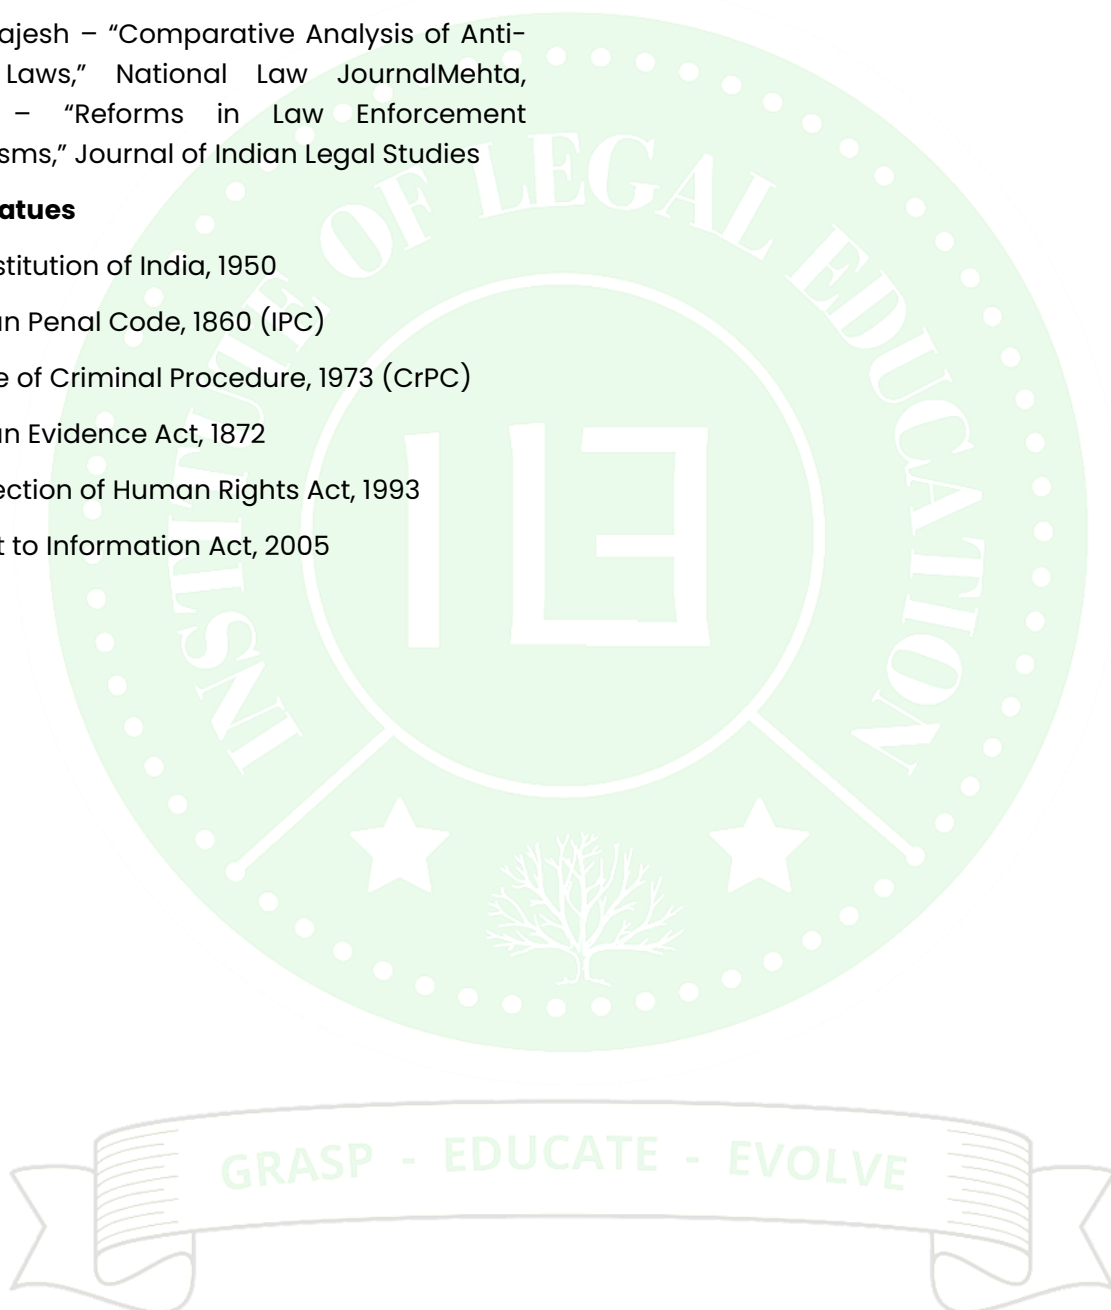 ajesh – “Comparative Analysis of Anti-
Laws,” National Law JournalMehta,
– “Reforms in Law Enforcement
sms,” Journal of Indian Legal Studies
atues
stitution of India, 1950
an Penal Code, 1860 (IPC)
e of Criminal Procedure, 1973 (CrPC)
an Evidence Act, 1872
ection of Human Rights Act, 1993
t to Information Act, 2005
INSTITUTE OF LEGAL EDUCATION
ILE
GRASP - EDUCATE - EVOLVE